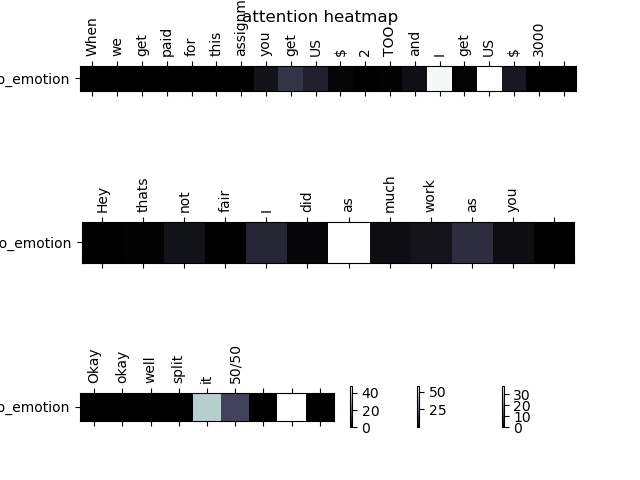 attention heatmap
When we get paid for this assignm you get US $ 2 TOO and I get US $ 3000
o_emotion
Hey thats not fair I did as much work as you
o_emotion
Okay okay well split it 50/50
o_emotion
40 20 0
50 25
30 20 10 0